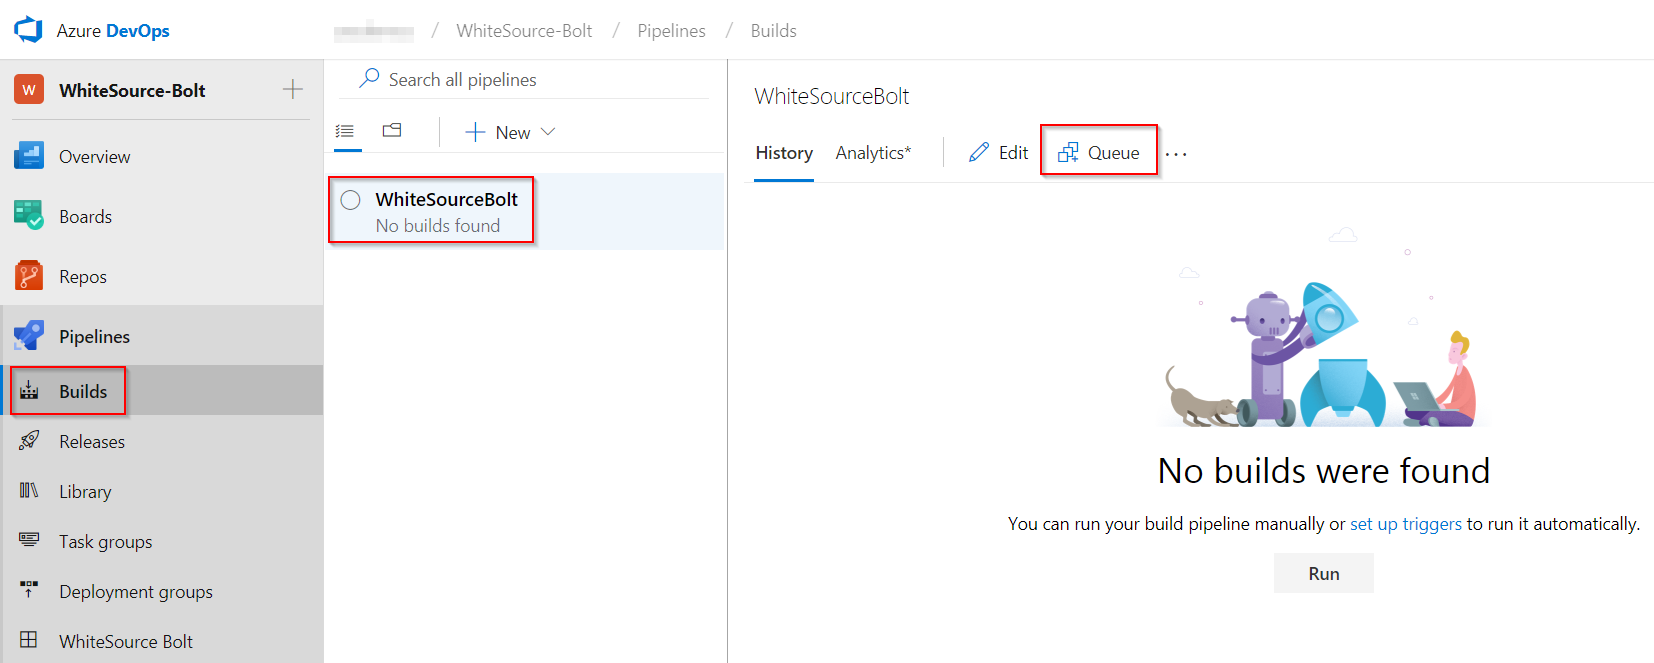 Azure DevOps
/ WhiteSource-Bolt / Pipelines / Builds
W WhiteSource-Bolt
Overview
Boards
Repos
Pipelines
Builds
Releases
Library
Task groups
Deployment groups
WhiteSource Bolt
Search all pipelines
New
WhiteSourceBolt
No builds found
WhiteSourceBolt
History Analytics* Edit Queue ...
No builds were found
You can run your build pipeline manually or set up triggers to run it automatically.
Run